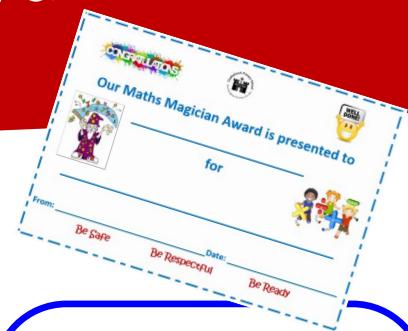 CONGRATULATIONS
WELL DONE!
Our Maths Magician Award is presented to
for
From:
Date:
Be Safe
Be Respectful
Be Ready